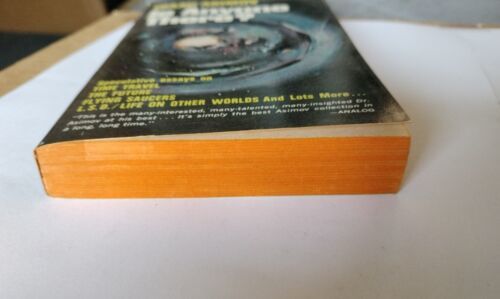 Speculative essays on
TIME TRAVEL
THE FUTURE
FLYING SAUCERS
L.S.D./LIFE ON OTHER WORLDS And Lots More...
"This is the many-interested, many-talented, many-insighted Dr.
Asimov at his best... It's simply the best Asimov collection in
a long, long time."
—ANALOG